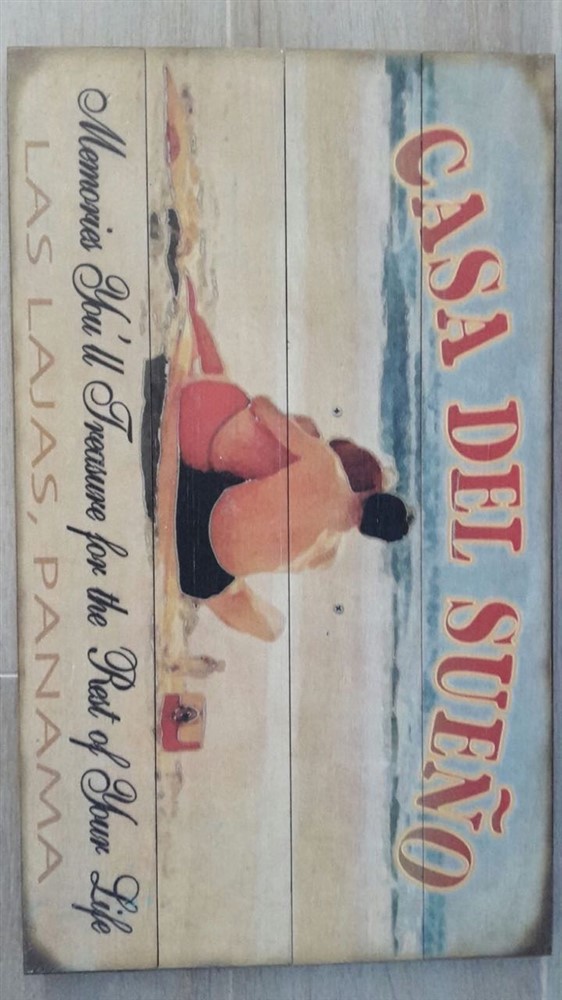 CASA DEL SUEÑO
Memories You'll Treasure for the Rest of Your Life
LAS LAJAS, PANAMA